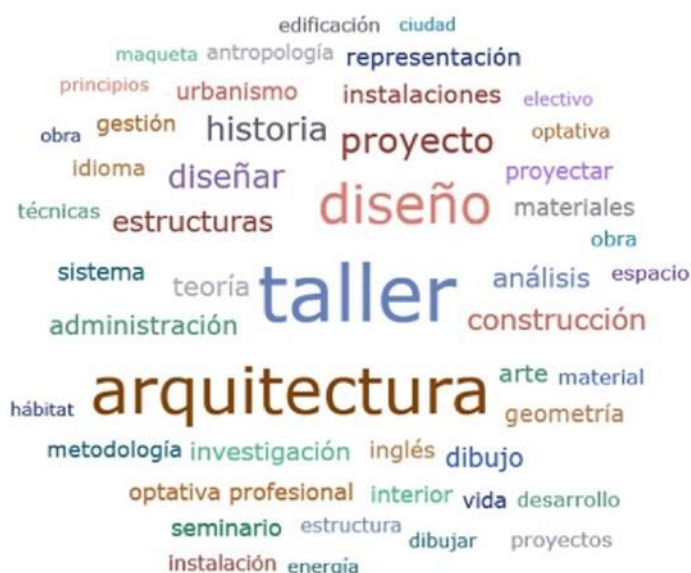 edificación ciudad
maqueta antropología representación
principios urbanismo instalaciones electivo
obra gestión historia proyecto optativa
idioma diseñar diseño proyectar
técnicas estructuras materiales
obra
sistema teoría taller análisis espacio
administración construcción
arquitectura arte material
hábitat geometría
metodología investigación inglés dibujo
optativa profesional interior vida desarrollo
seminario estructura dibujar proyectos
instalación energía